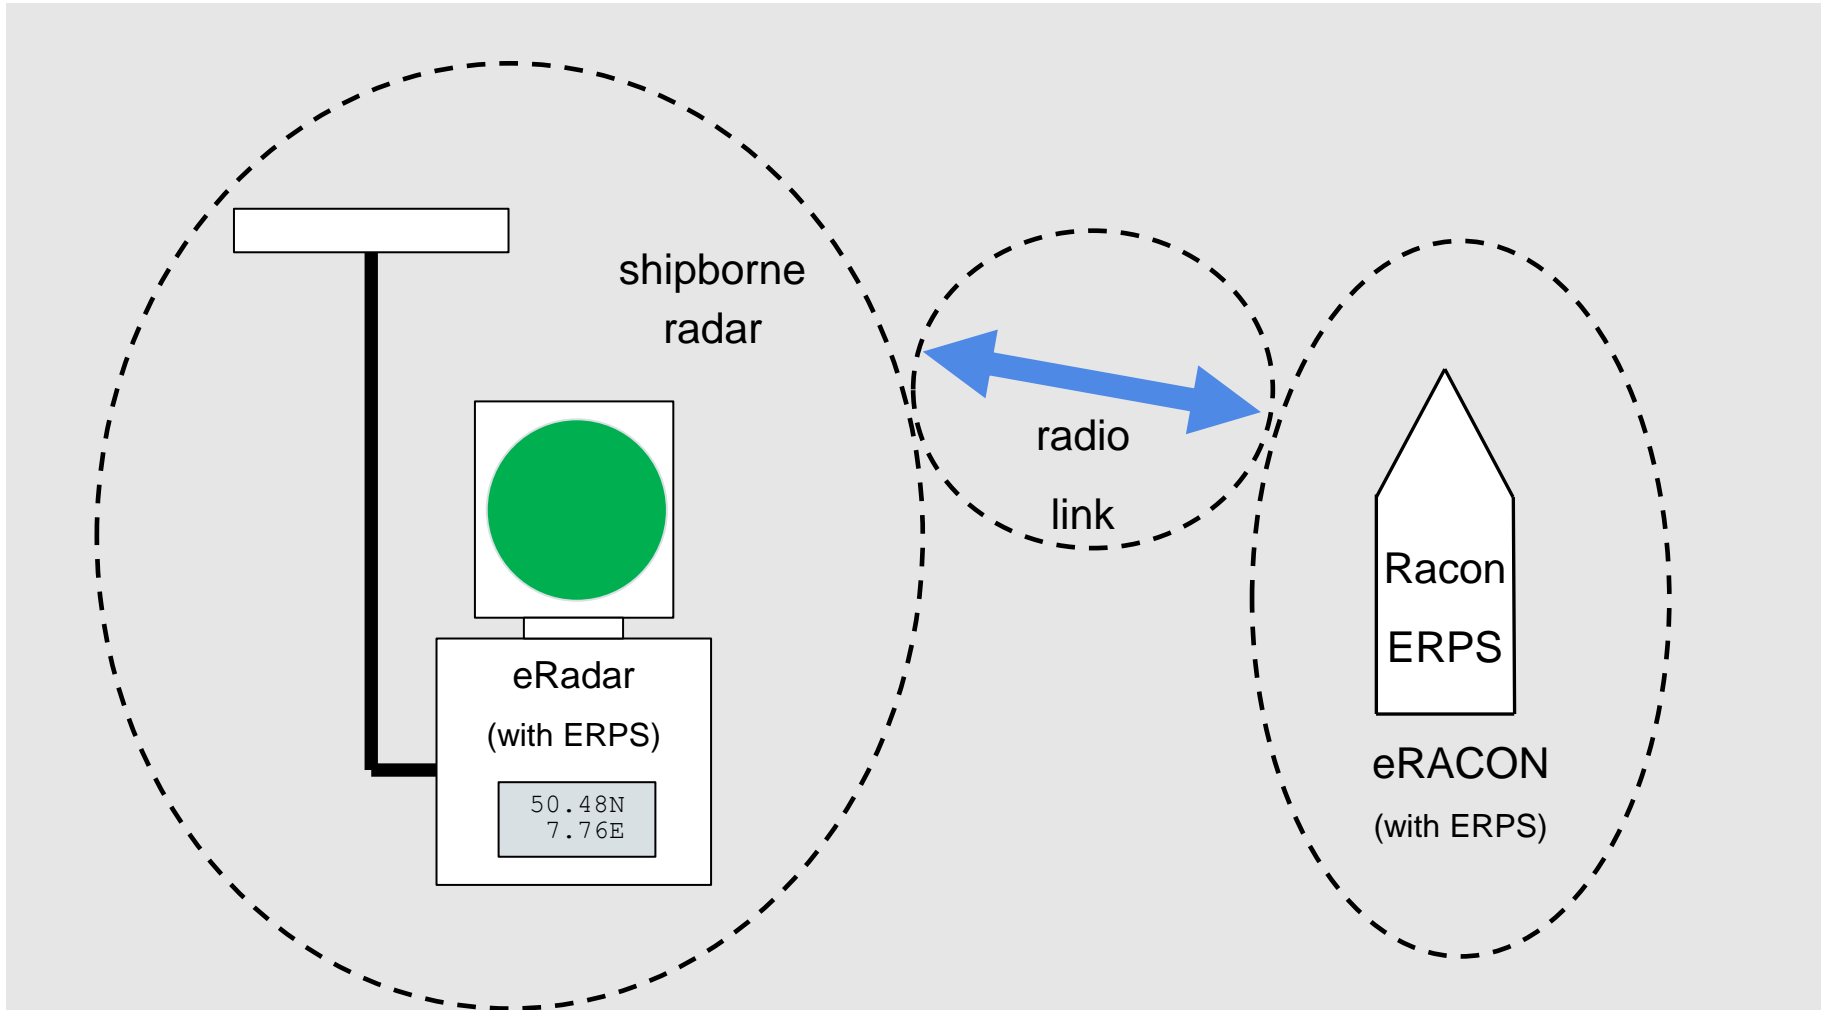 shipborne
radar
eRadar
(with ERPS)
50.48N
7.76E
radio
link
Racon
ERPS
eRACON
(with ERPS)